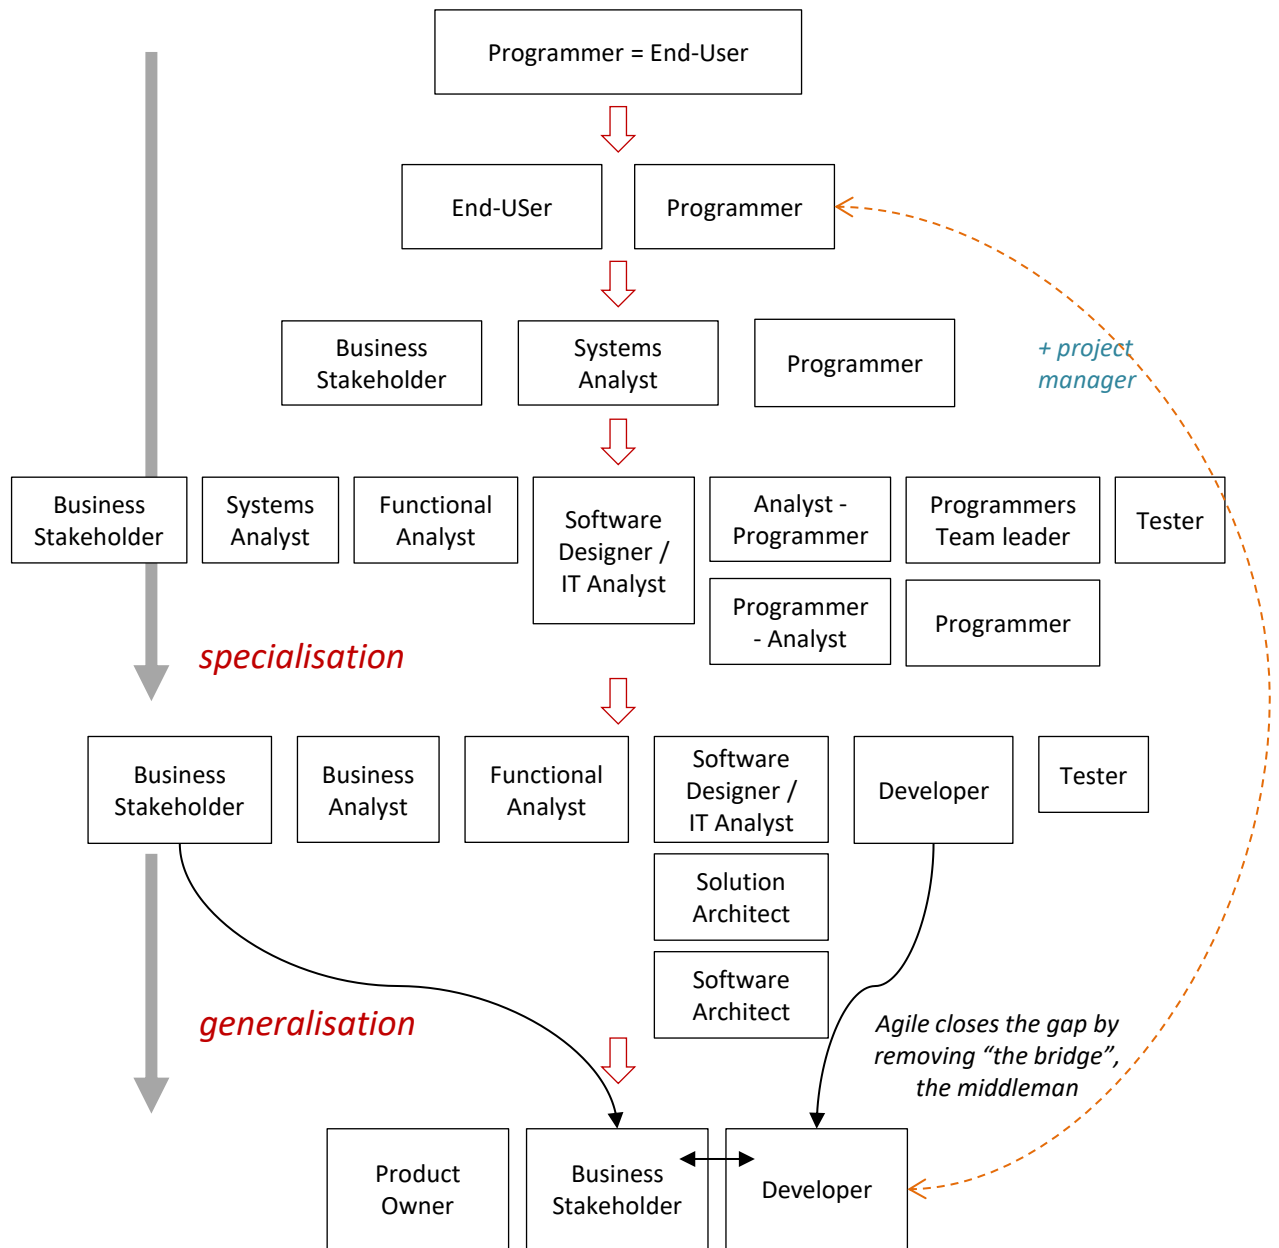 Programmer = End-User
End-USer
Programmer
Business
Stakeholder
Systems
Analyst
Programmer
+ project
manager
Business
Stakeholder
Systems
Analyst
Functional
Analyst
Software
Designer /
IT Analyst
Analyst -
Programmer
Programmers
Team leader
Tester
Programmer
- Analyst
Programmer
specialisation
Business
Stakeholder
Business
Analyst
Functional
Analyst
Software
Designer /
IT Analyst
Developer
Tester
Solution
Architect
Software
Architect
generalisation
Agile closes the gap by
removing “the bridge”,
the middleman
Product
Owner
Business
Stakeholder
Developer